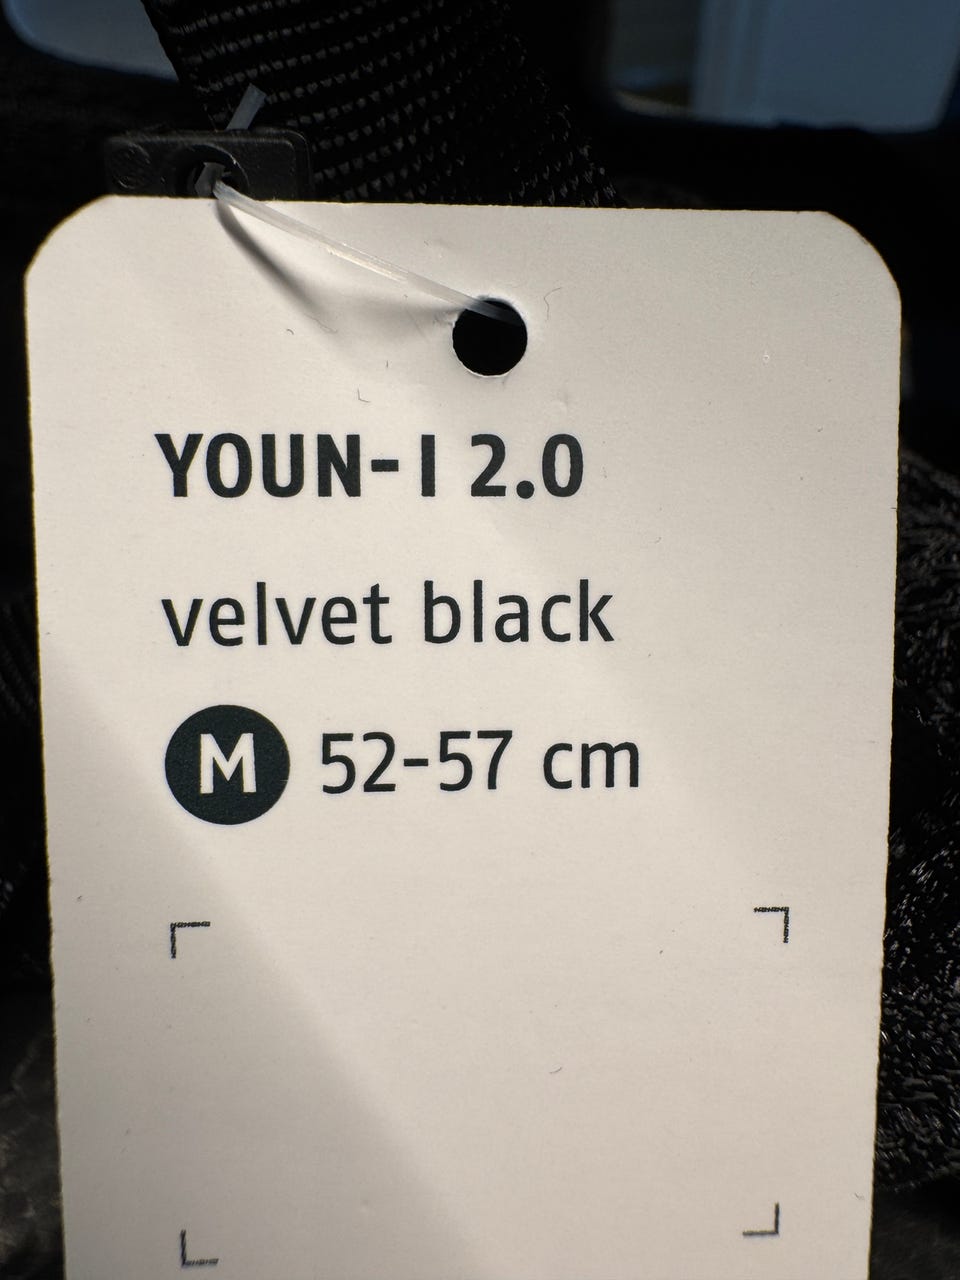 YOUN-I 2.0
velvet black
M 52-57 cm